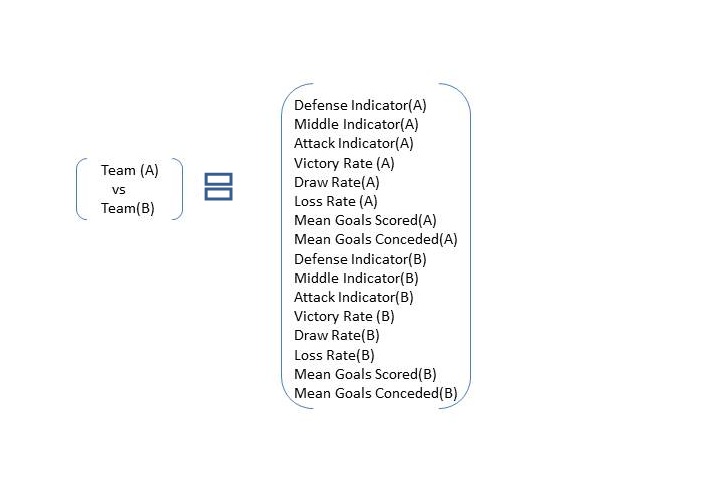 Team (A)
vs
Team(B)
Defense Indicator(A)
Middle Indicator(A)
Attack Indicator(A)
Victory Rate (A)
Draw Rate(A)
Loss Rate (A)
Mean Goals Scored(A)
Mean Goals Conceded(A)
Defense Indicator(B)
Middle Indicator(B)
Attack Indicator(B)
Victory Rate (B)
Draw Rate(B)
Loss Rate(B)
Mean Goals Scored(B)
Mean Goals Conceded(B)